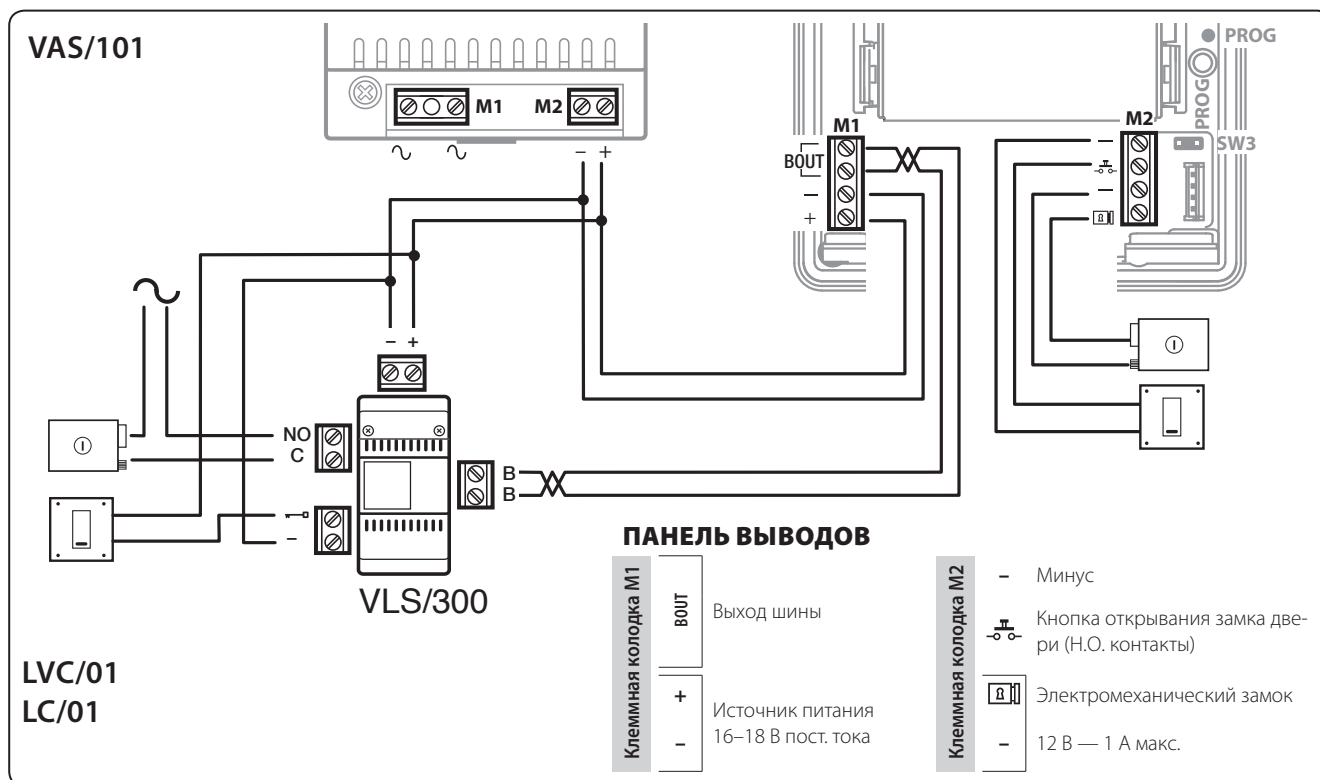 VAS/101
PROG
M1 M2
M1
M2
PROG
SW3
BOUT
–
+
–
–
– +
– +
NO
C
B
B
–
VLS/300
LVC/01
LC/01
ПАНЕЛЬ ВЫВОДОВ
Клеммная колодка M1
BOUT
Выход шины
+
–
Источник питания
16–18 В пост. тока
Клеммная колодка M2
– Минус
Кнопка открывания замка две-
ри (Н.О. контакты)
Электромеханический замок
– 12 В — 1 А макс.